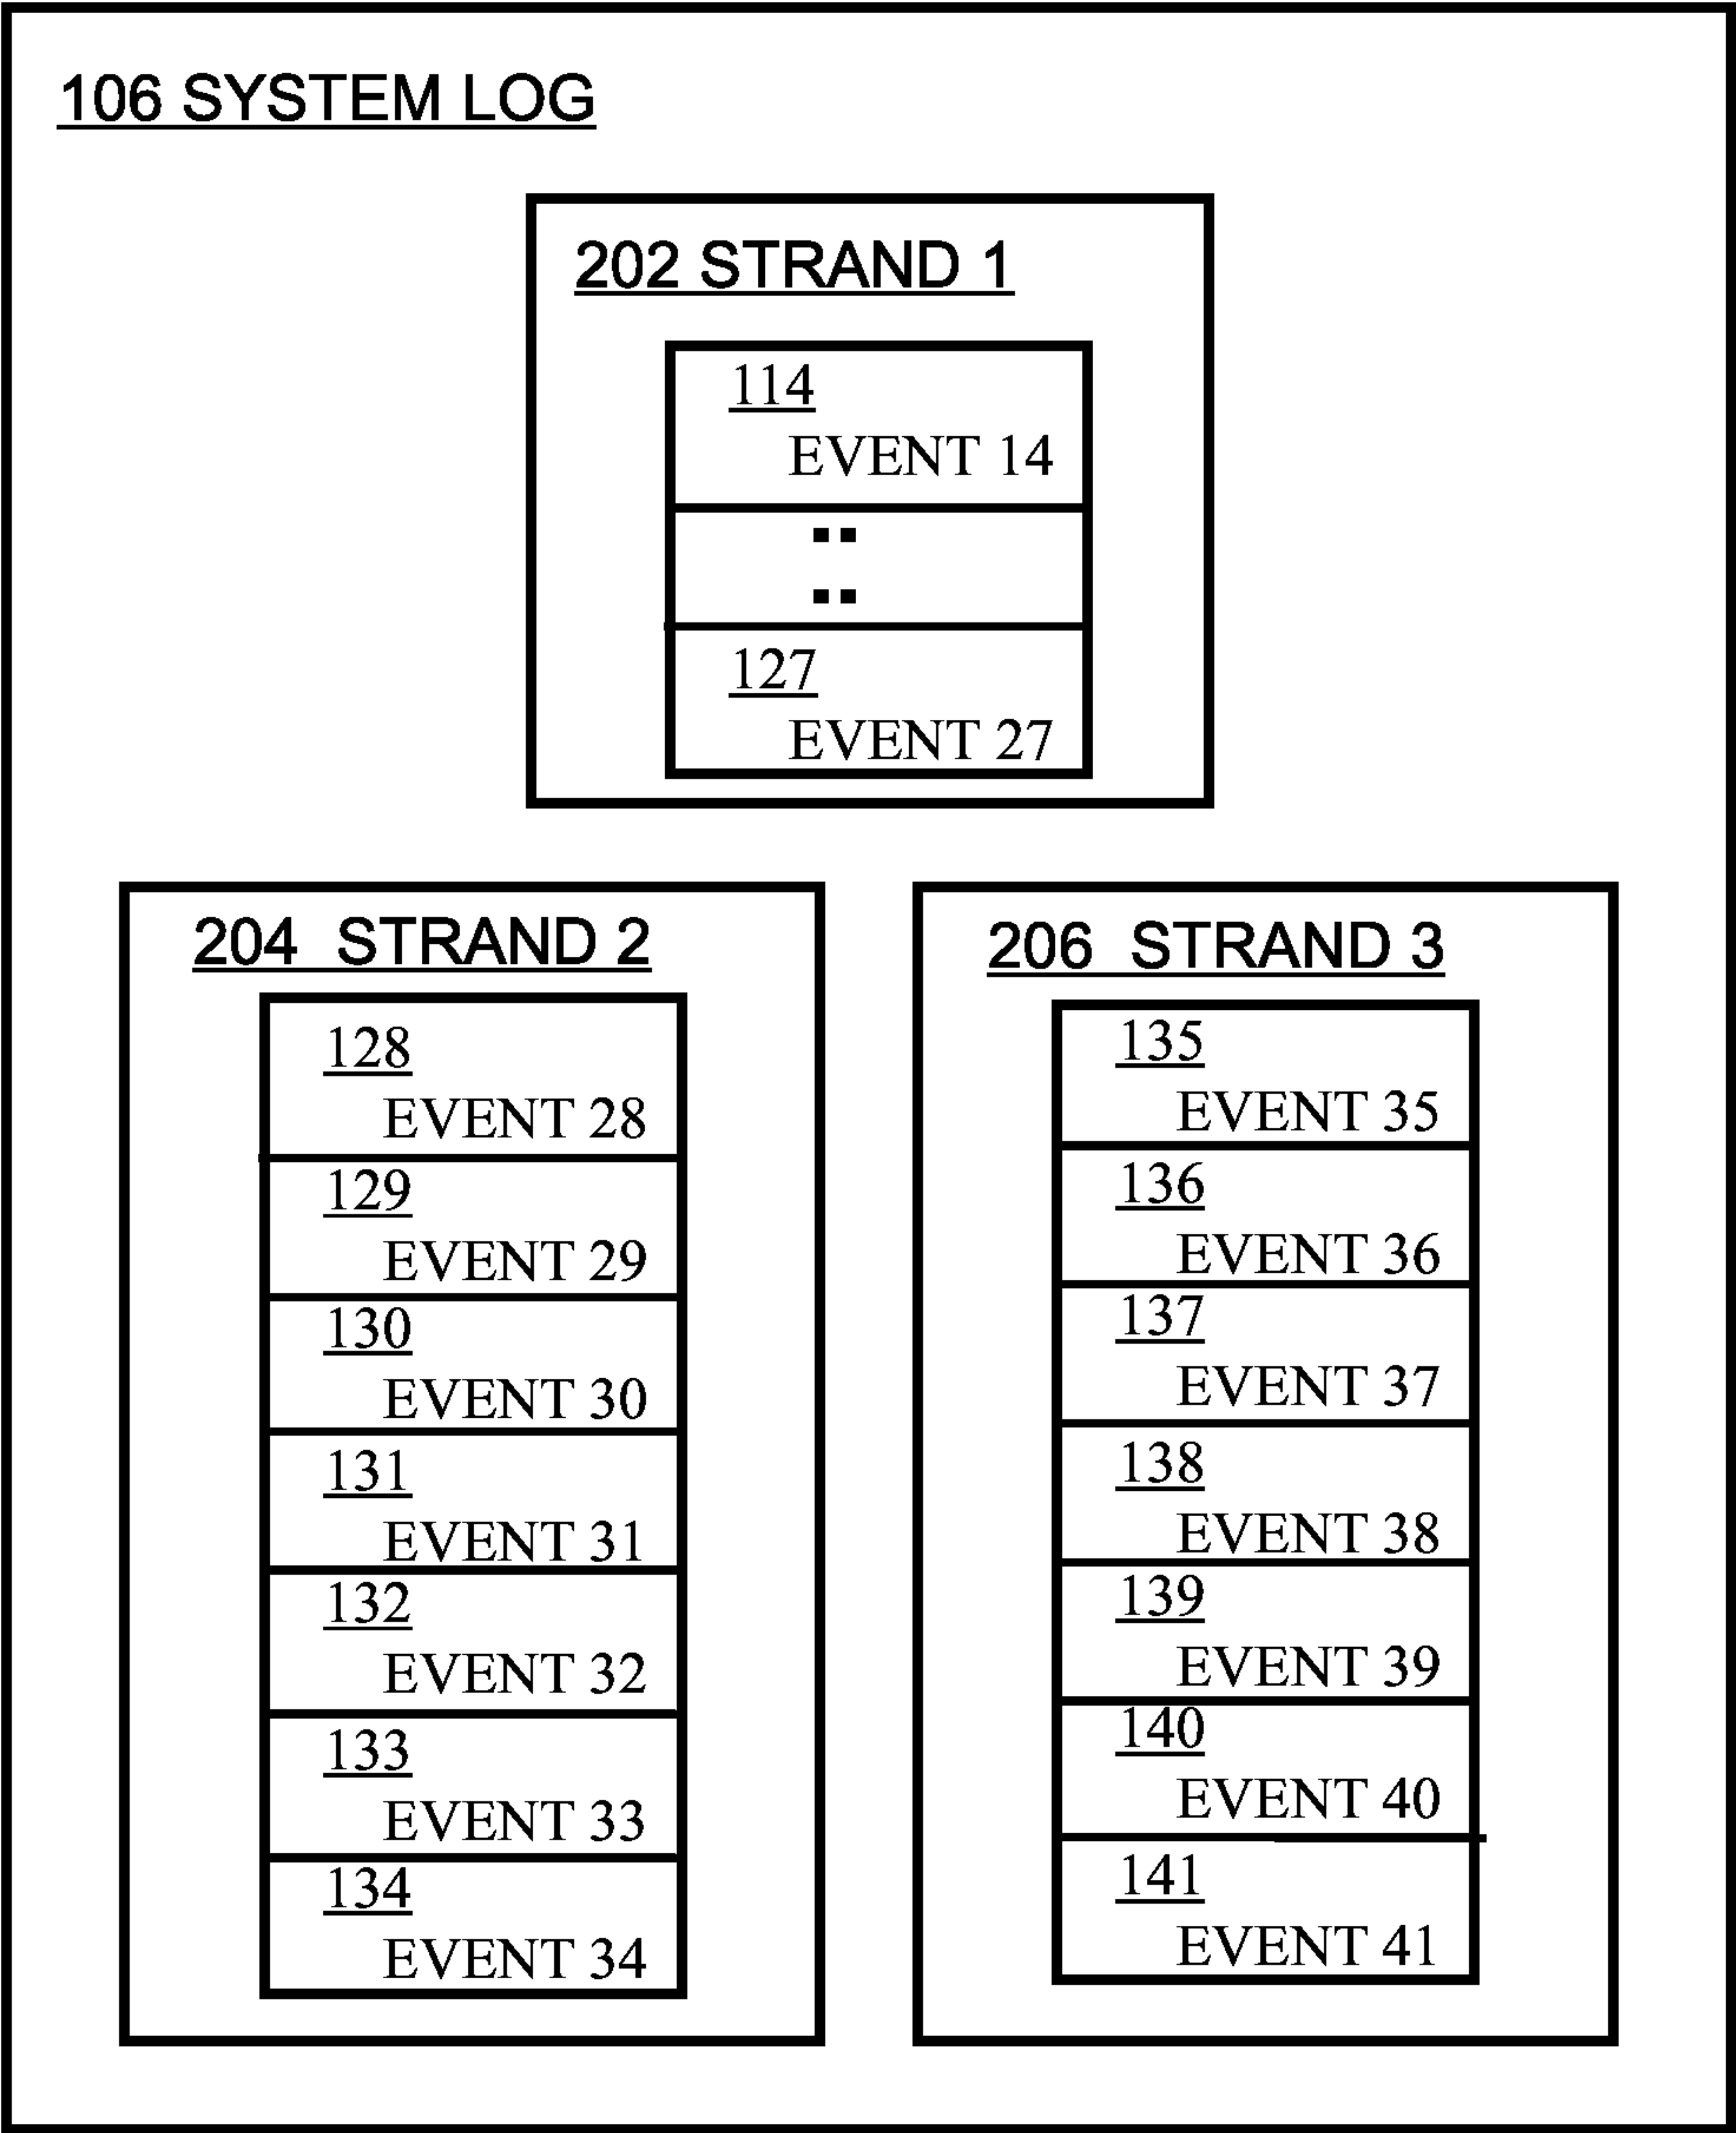 106 SYSTEM LOG
202 STRAND 1
114
EVENT 14
127
EVENT 27
204 STRAND 2
128
EVENT 28
129
EVENT 29
130
EVENT 30
131
EVENT 31
132
EVENT 32
133
EVENT 33
134
EVENT 34
206 STRAND 3
135
EVENT 35
136
EVENT 36
137
EVENT 37
138
EVENT 38
139
EVENT 39
140
EVENT 40
141
EVENT 41